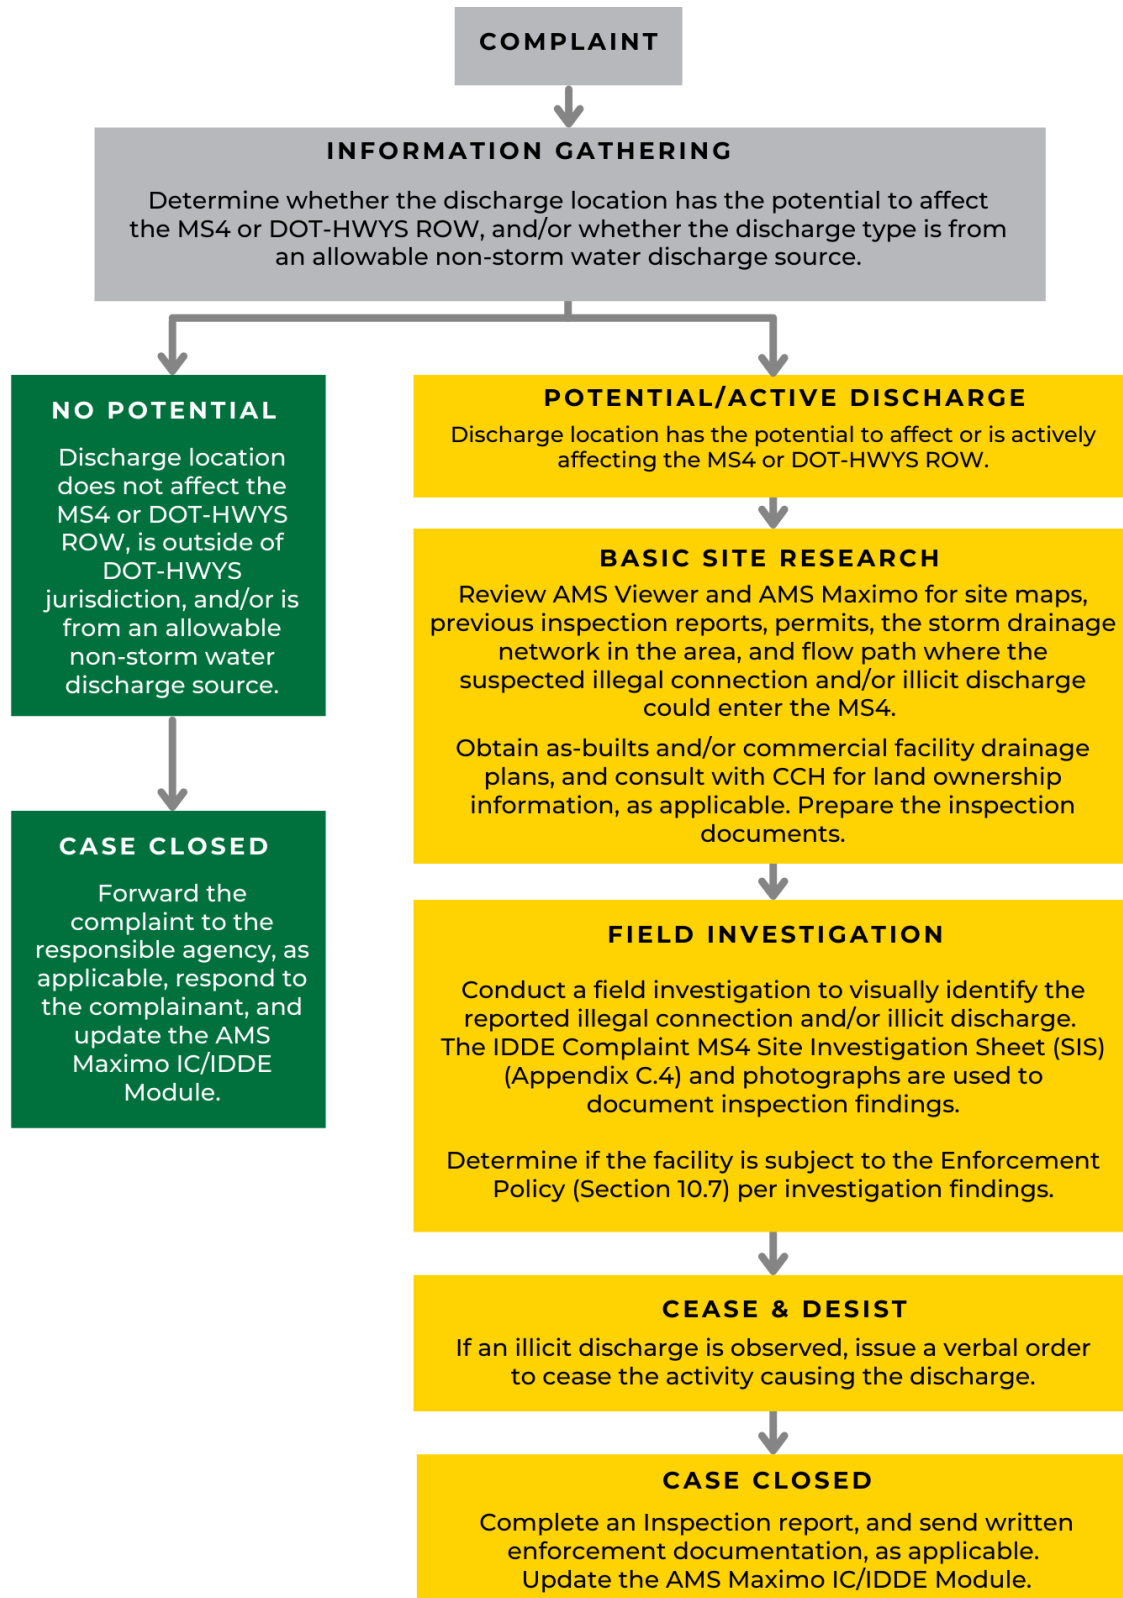 COMPLAINT
INFORMATION GATHERING
Determine whether the discharge location has the potential to affect
the MS4 or DOT-HWYS ROW, and/or whether the discharge type is from
an allowable non-storm water discharge source.
NO POTENTIAL
Discharge location
does not affect the
MS4 or DOT-HWYS
ROW, is outside of
DOT-HWYS
jurisdiction, and/or is
from an allowable
non-storm water
discharge source.
CASE CLOSED
Forward the
complaint to the
responsible agency, as
applicable, respond to
the complainant, and
update the AMS
Maximo IC/IDDE
Module.
POTENTIAL/ACTIVE DISCHARGE
Discharge location has the potential to affect or is actively
affecting the MS4 or DOT-HWYS ROW.
BASIC SITE RESEARCH
Review AMS Viewer and AMS Maximo for site maps,
previous inspection reports, permits, the storm drainage
network in the area, and flow path where the
suspected illegal connection and/or illicit discharge
could enter the MS4.
Obtain as-builts and/or commercial facility drainage
plans, and consult with CCH for land ownership
information, as applicable. Prepare the inspection
documents.
FIELD INVESTIGATION
Conduct a field investigation to visually identify the
reported illegal connection and/or illicit discharge.
The IDDE Complaint MS4 Site Investigation Sheet (SIS)
(Appendix C.4) and photographs are used to
document inspection findings.
Determine if the facility is subject to the Enforcement
Policy (Section 10.7) per investigation findings.
CEASE & DESIST
If an illicit discharge is observed, issue a verbal order
to cease the activity causing the discharge.
CASE CLOSED
Complete an Inspection report, and send written
enforcement documentation, as applicable.
Update the AMS Maximo IC/IDDE Module.